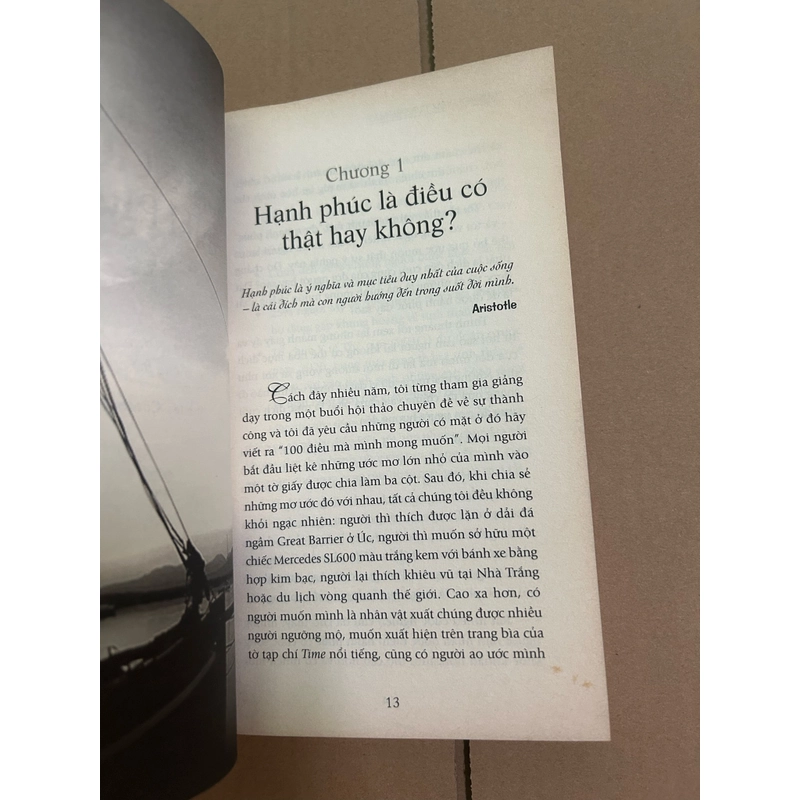 Chương 1
Hạnh phúc là điều có
thật hay không?
Hạnh phúc là ý nghĩa và mục tiêu duy nhất của cuộc sống
– là cái đích mà con người hướng đến trong suốt đời mình.
Aristotle
Cách đây nhiều năm, tôi từng tham gia giảng
dạy trong một buổi hội thảo chuyên đề về sự thành
công và tôi đã yêu cầu những người có mặt ở đó hãy
viết ra “100 điều mà mình mong muốn”. Mọi người
bắt đầu liệt kê những ước mơ lớn nhỏ của mình vào
một tờ giấy được chia làm ba cột. Sau đó, khi chia sẻ
những mơ ước đó với nhau, tất cả chúng tôi đều không
khỏi ngạc nhiên: người thì thích được lặn ở dải đá
ngầm Great Barrier ở Úc, người thì muốn sở hữu một
chiếc Mercedes SL600 màu trắng kem với bánh xe bằng
hợp kim bạc, người lại thích khiêu vũ tại Nhà Trắng
hoặc du lịch vòng quanh thế giới. Cao xa hơn, có
người muốn mình là nhân vật xuất chúng được nhiều
người ngưỡng mộ, muốn xuất hiện trên trang bìa của
tờ tạp chí Time nổi tiếng, cũng có người ao ước mình
13